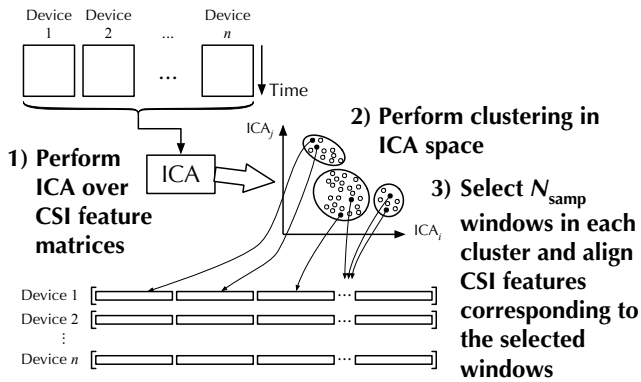 Device 1
Device 2
...
Device n
...
Time
1) Perform ICA over CSI feature matrices
ICA
ICAj
ICAi
2) Perform clustering in ICA space
3) Select Nsamp windows in each cluster and align CSI features corresponding to the selected windows
Device 1
...
Device 2
...
⋮
Device n
...